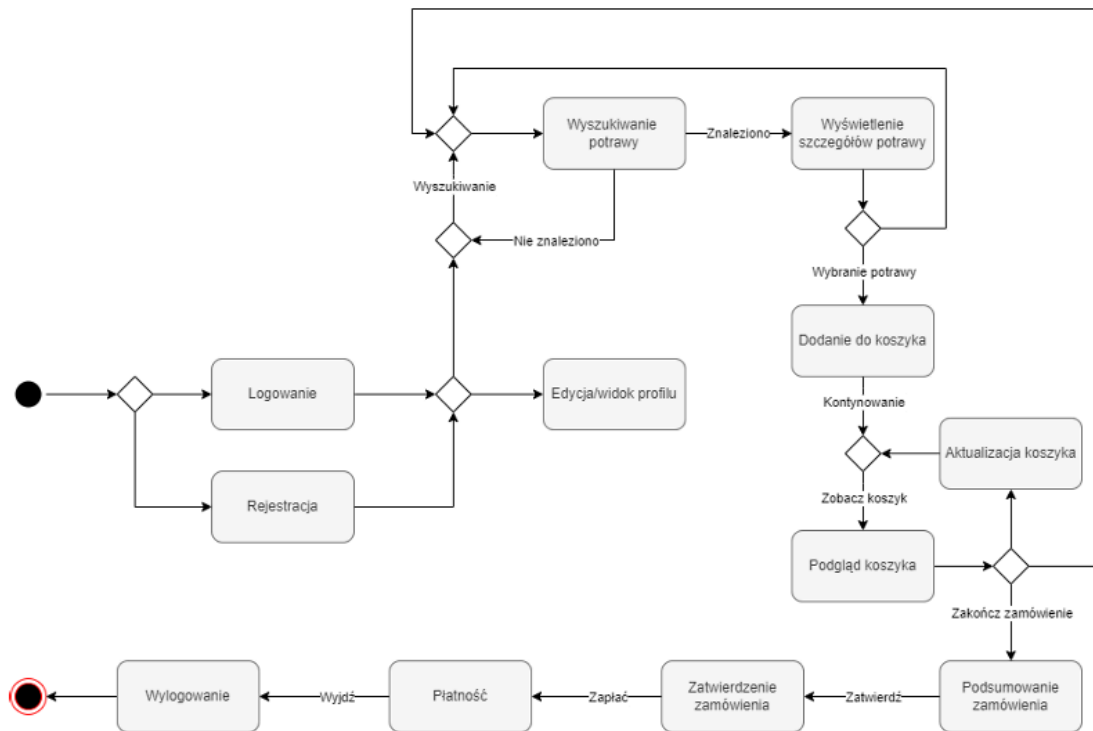 Wyszukiwanie
potrawy
Znaleziono
Wyświetlenie
szczegółów potrawy
Wyszukiwanie
Nie znaleziono
Wybranie potrawy
Dodanie do koszyka
Logowanie
Edycja/widok profilu
Kontynowanie
Aktualizacja koszyka
Rejestracja
Zobacz koszyk
Podgląd koszyka
Zakończ zamówienie
Wylogowanie
Wyjdź
Płatność
Zapłać
Zatwierdzenie
zamówienia
Zatwierdź
Podsumowanie
zamówienia